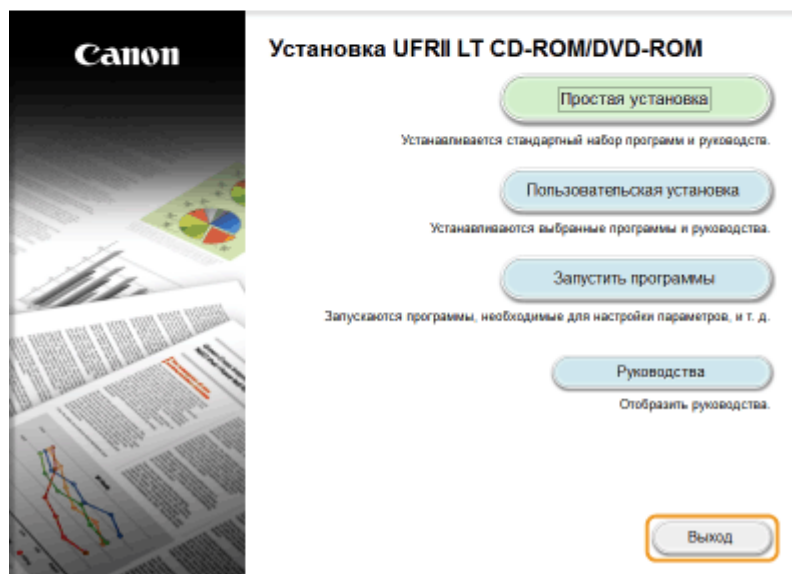 Canon
Установка UFRII LT CD-ROM/DVD-ROM
Простая установка
Устанавливается стандартный набор программ и руководств.
Пользовательская установка
Устанавливаются выбранные программы и руководства.
Запустить программы
Запускаются программы, необходимые для настройки параметров, и т. д.
Руководства
Отобразить руководства.
Выход